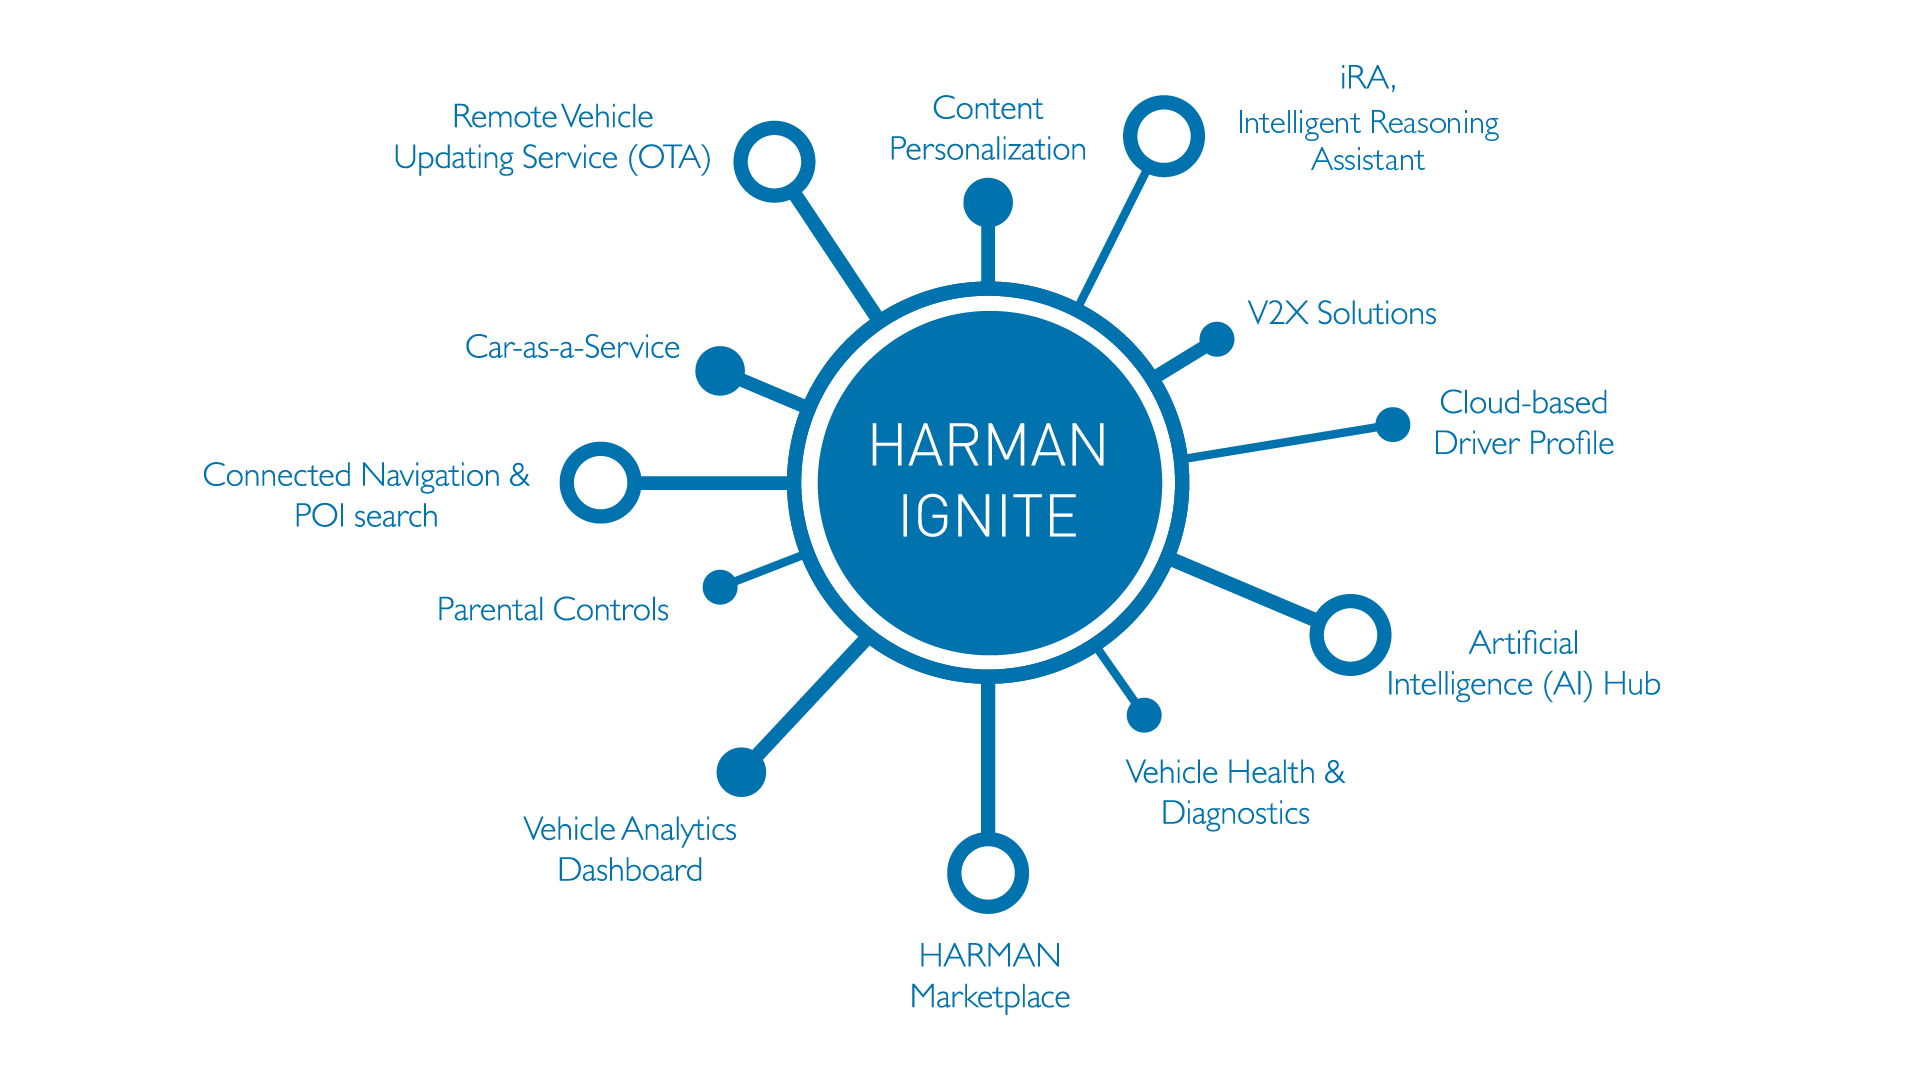 iRA,
Intelligent Reasoning
Assistant
Content
Personalization
Remote Vehicle
Updating Service (OTA)
V2X Solutions
Car-as-a-Service
Cloud-based
Driver Profile
HARMAN
IGNITE
Connected Navigation &
POI search
Parental Controls
Artificial
Intelligence (AI) Hub
Vehicle Health &
Diagnostics
Vehicle Analytics
Dashboard
HARMAN
Marketplace